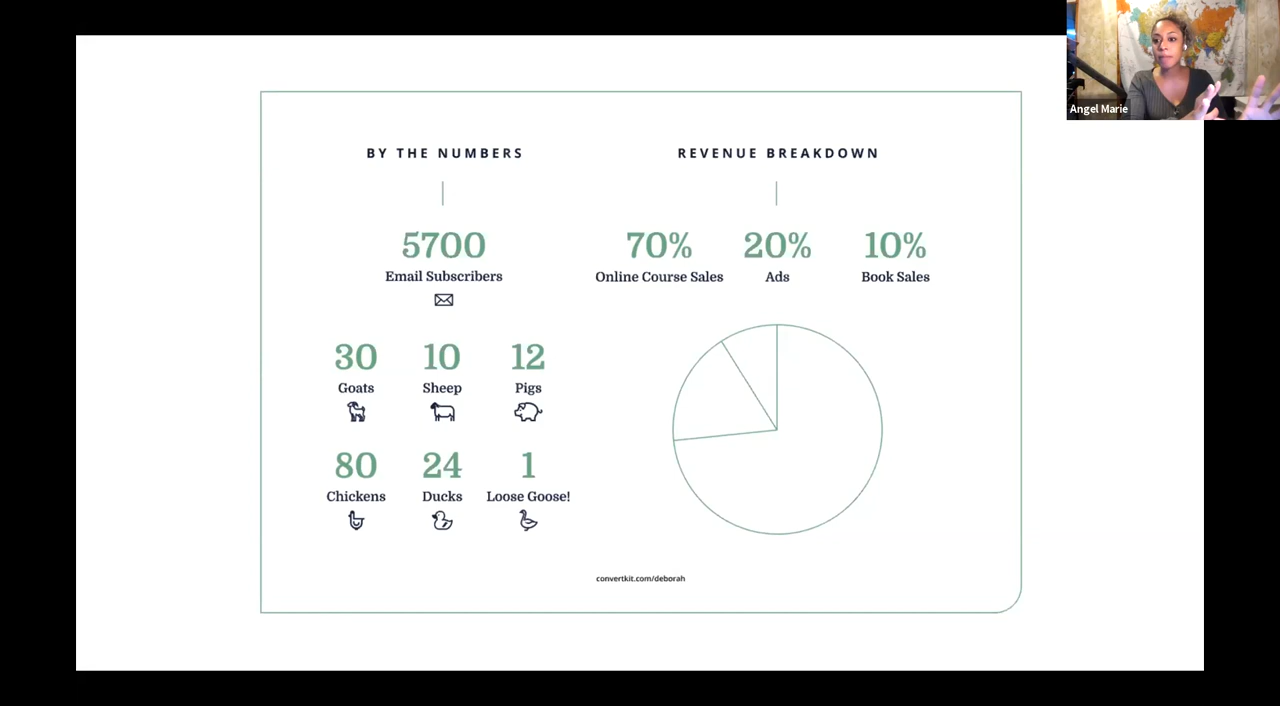 Angel Marie
BY THE NUMBERS
5700
Email Subscribers
30 10 12
Goats Sheep Pigs
80 24 1
Chickens Ducks Loose Goose!
REVENUE BREAKDOWN
70% 20% 10%
Online Course Sales Ads Book Sales
convertkit.com/deborah